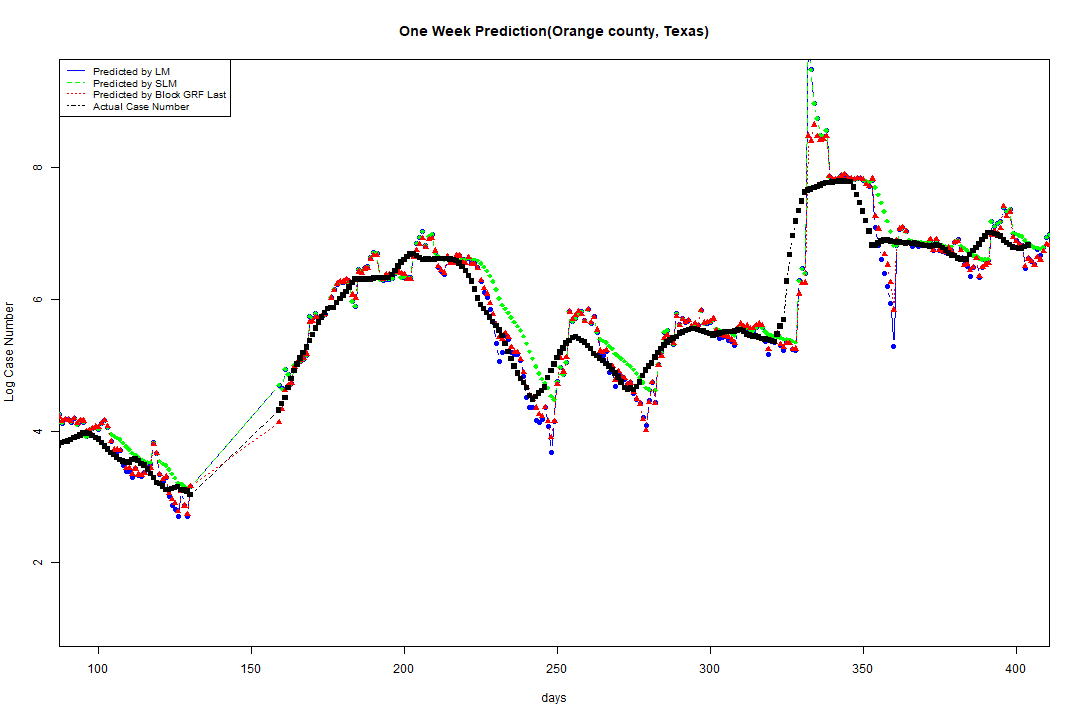 One Week Prediction(Orange county, Texas)
Predicted by LM
Predicted by SLM
Predicted by Block GRF Last
Actual Case Number
8
6
4
2
Log Case Number
100 150 200 250 300 350 400
days